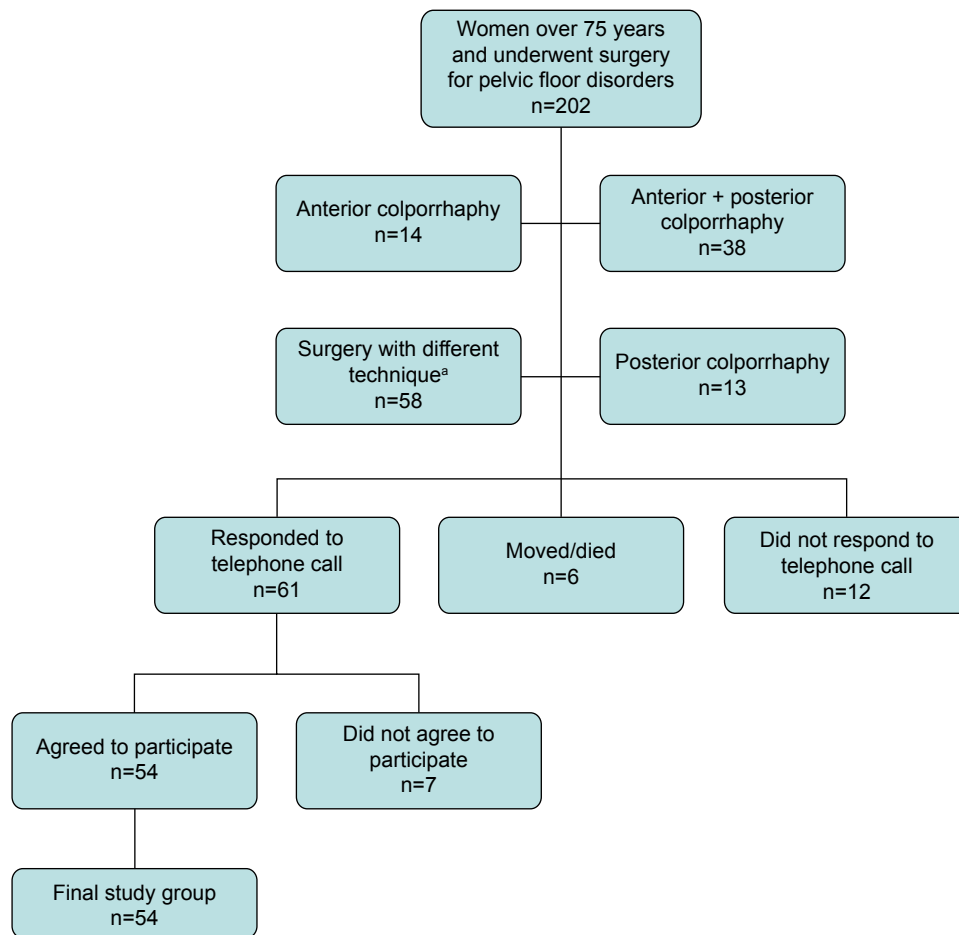 Women over 75 years
and underwent surgery
for pelvic floor disorders
n=202
Anterior colporrhaphy
n=14
Anterior + posterior
colporrhaphy
n=38
Surgery with different
techniqueᵃ
n=58
Posterior colporrhaphy
n=13
Responded to
telephone call
n=61
Moved/died
n=6
Did not respond to
telephone call
n=12
Agreed to participate
n=54
Did not agree to
participate
n=7
Final study group
n=54